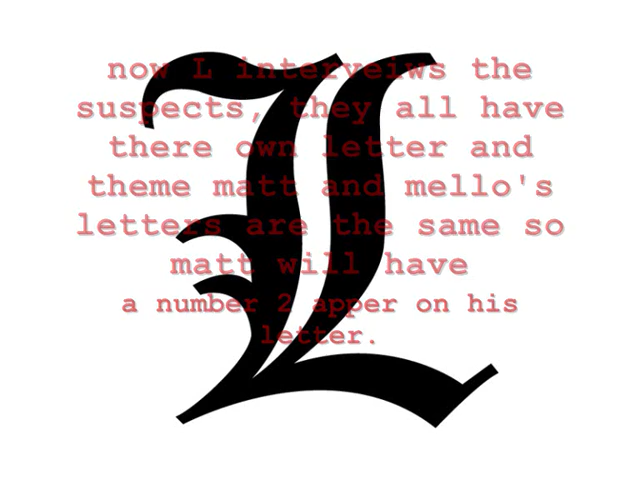 now L interveiws the
suspects, they all have
there own letter and
theme matt and mello's
letters are the same so
matt will have
a number 2 apper on his
letter.
L